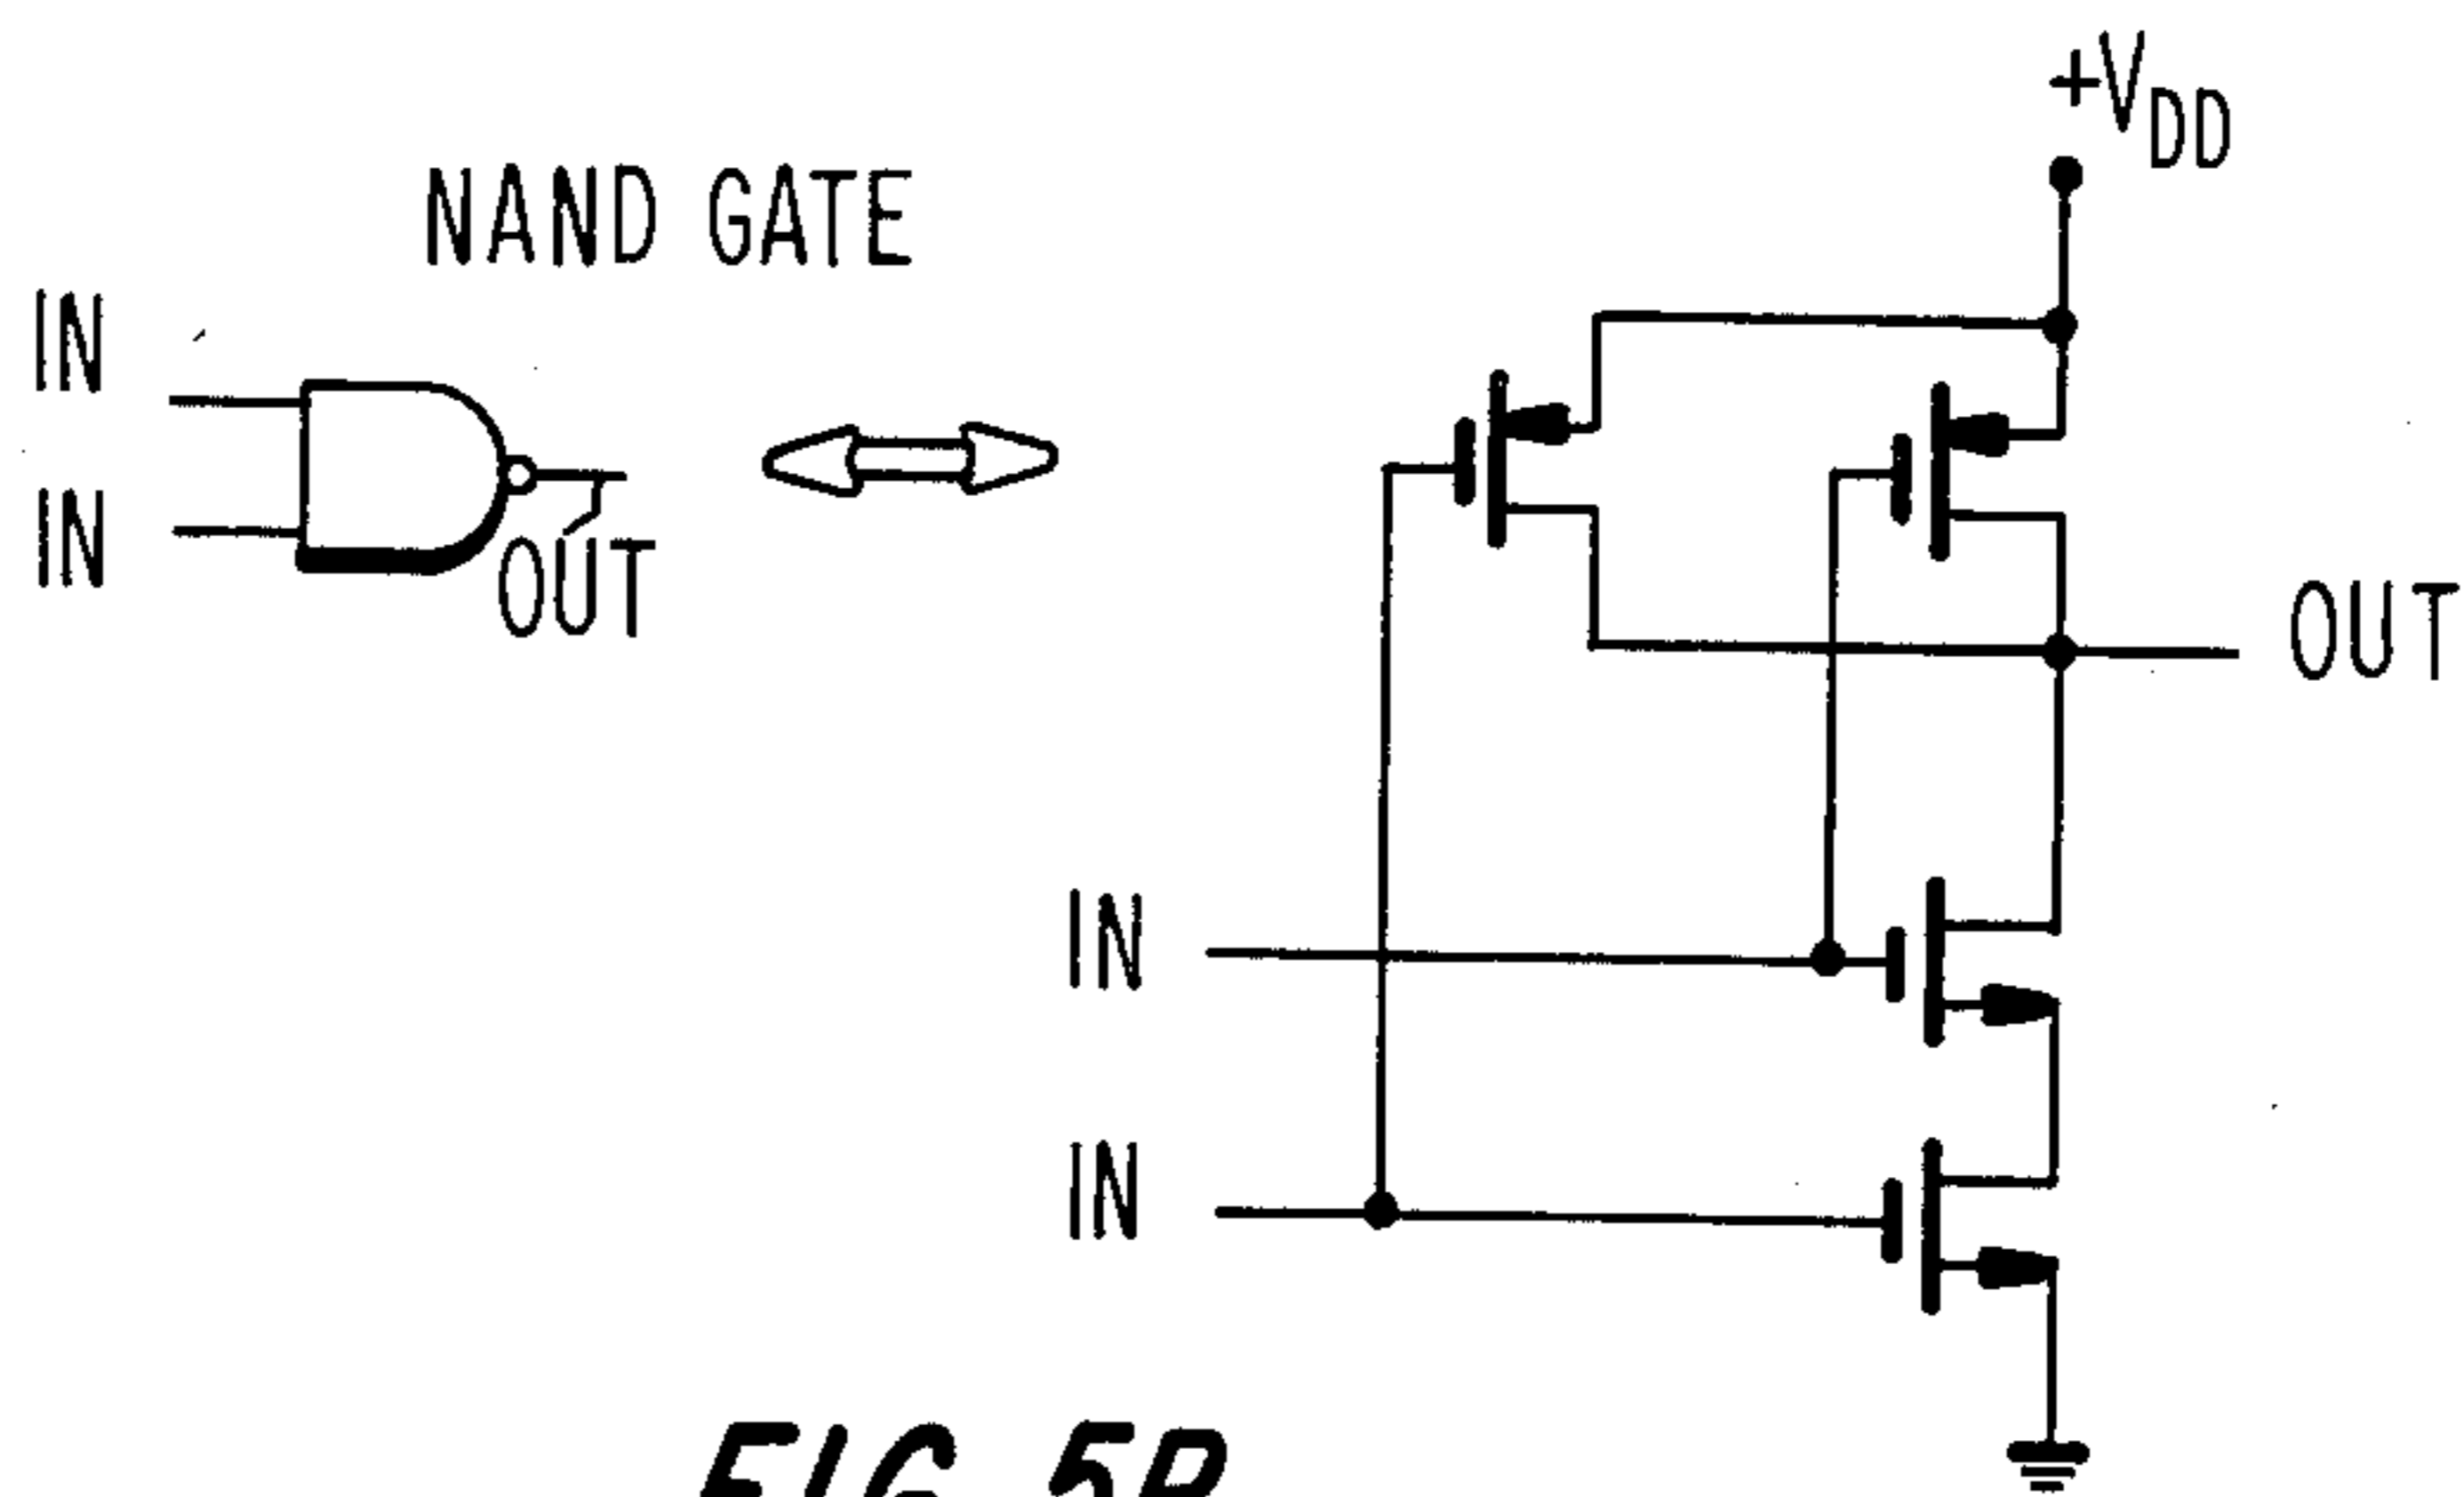 NAND GATE
IN
IN
OUT
+VDD
OUT
IN
IN